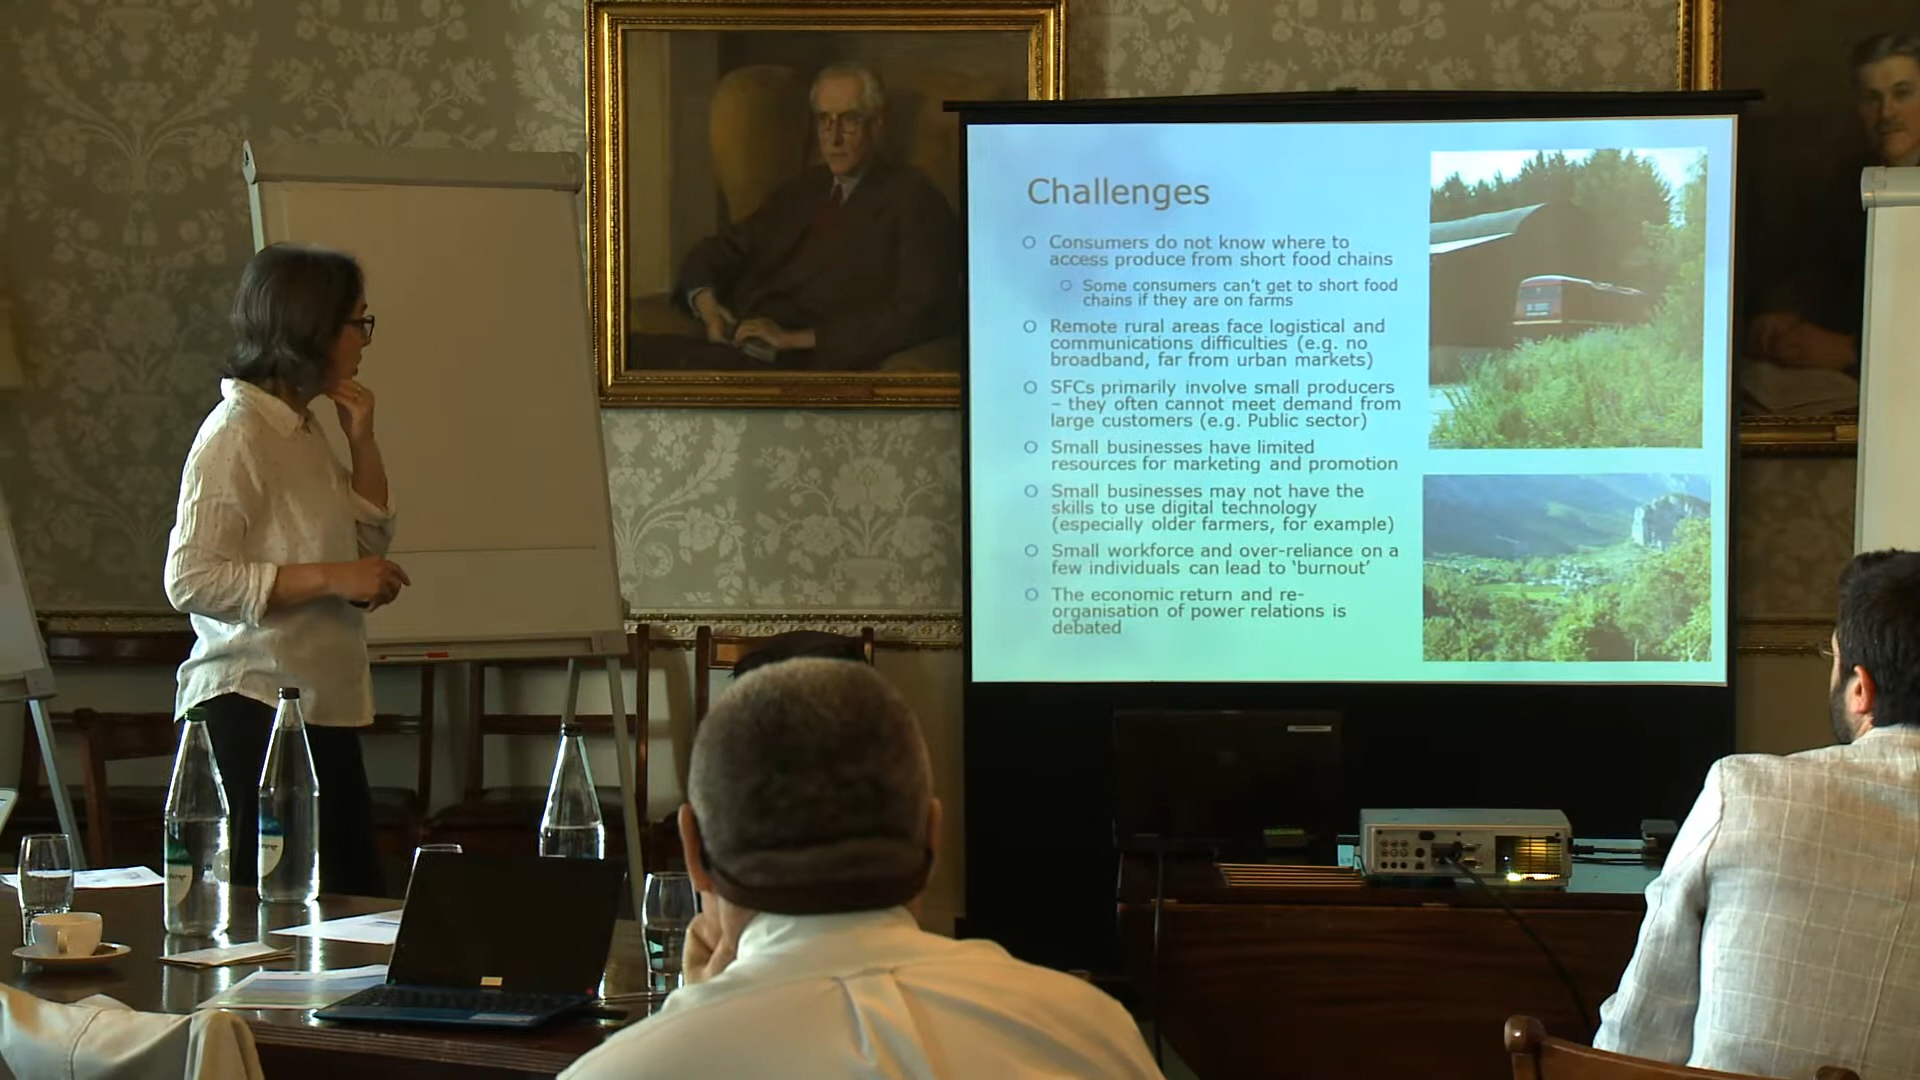 Challenges
Consumers do not know where to
access produce from short food chains
Some consumers can't get to short food
chains if they are on farms
Remote rural areas face logistical and
communications difficulties (e.g. no
broadband, far from urban markets)
SFCs primarily involve small producers
– they often cannot meet demand from
large customers (e.g. Public sector)
Small businesses have limited
resources for marketing and promotion
Small businesses may not have the
skills to use digital technology
(especially older farmers, for example)
Small workforce and over-reliance on a
few individuals can lead to ‘burnout’
The economic return and re-
organisation of power relations is
debated